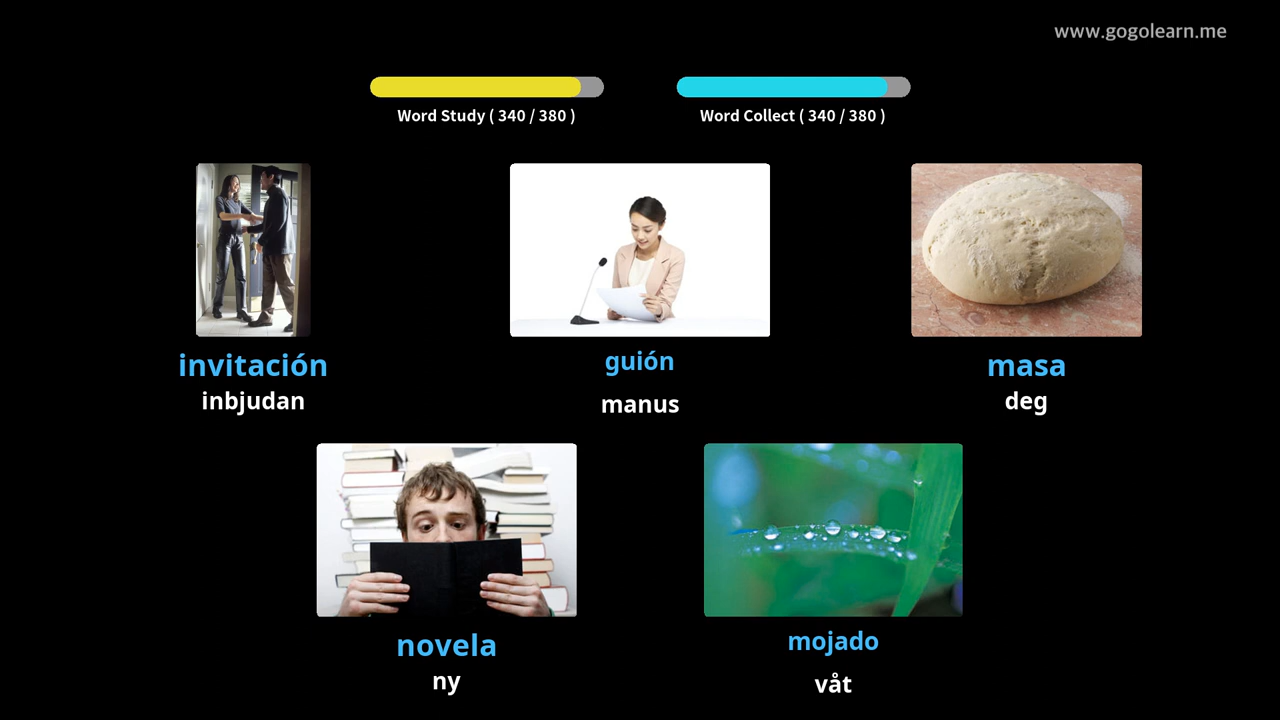 www.gogolearn.me
Word Study ( 340 / 380 )
Word Collect ( 340 / 380 )
invitación
inbjudan
guión
manus
masa
deg
novela
ny
mojado
våt